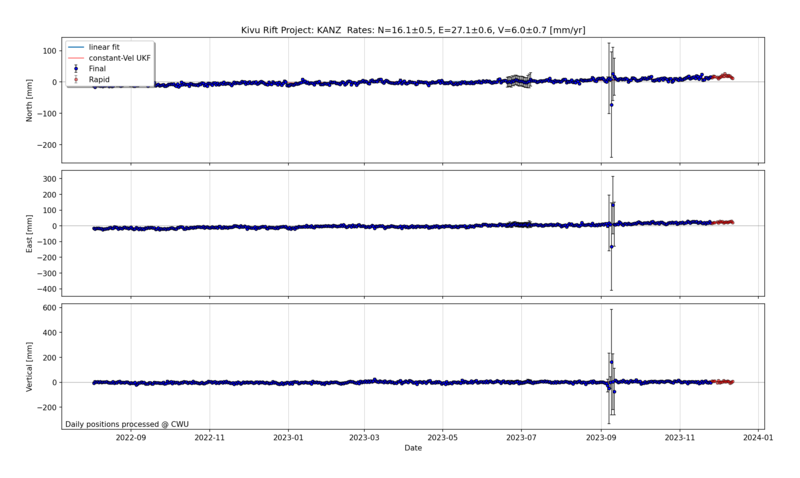 Kivu Rift Project: KANZ  Rates: N=16.1±0.5, E=27.1±0.6, V=6.0±0.7 [mm/yr]
linear fit
constant-Vel UKF
Final
Rapid
100
0
−100
−200
North [mm]
300
200
100
0
−100
−200
−300
−400
East [mm]
600
400
200
0
−200
Vertical [mm]
Daily positions processed @ CWU
2022-09 2022-11 2023-01 2023-03 2023-05 2023-07 2023-09 2023-11 2024-01
Date